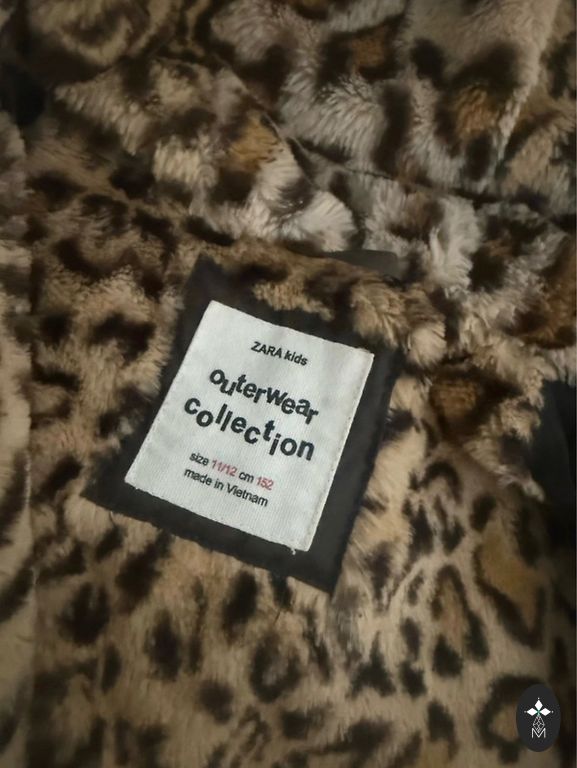 ZARA kids
outerwear
collection
size 11/12 cm 152
made in Vietnam
M